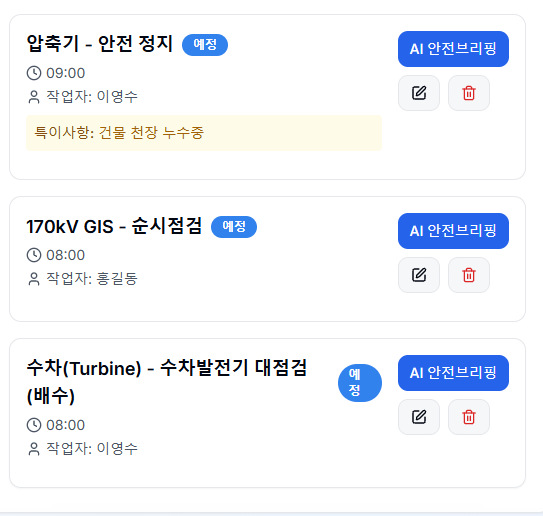 압축기 - 안전 정지 예정 AI 안전브리핑
09:00
작업자: 이영수
특이사항: 건물 천장 누수중
170kV GIS - 순시점검 예정 AI 안전브리핑
08:00
작업자: 홍길동
수차(Turbine) - 수차발전기 대점검
(배수)
예
정
AI 안전브리핑
08:00
작업자: 이영수